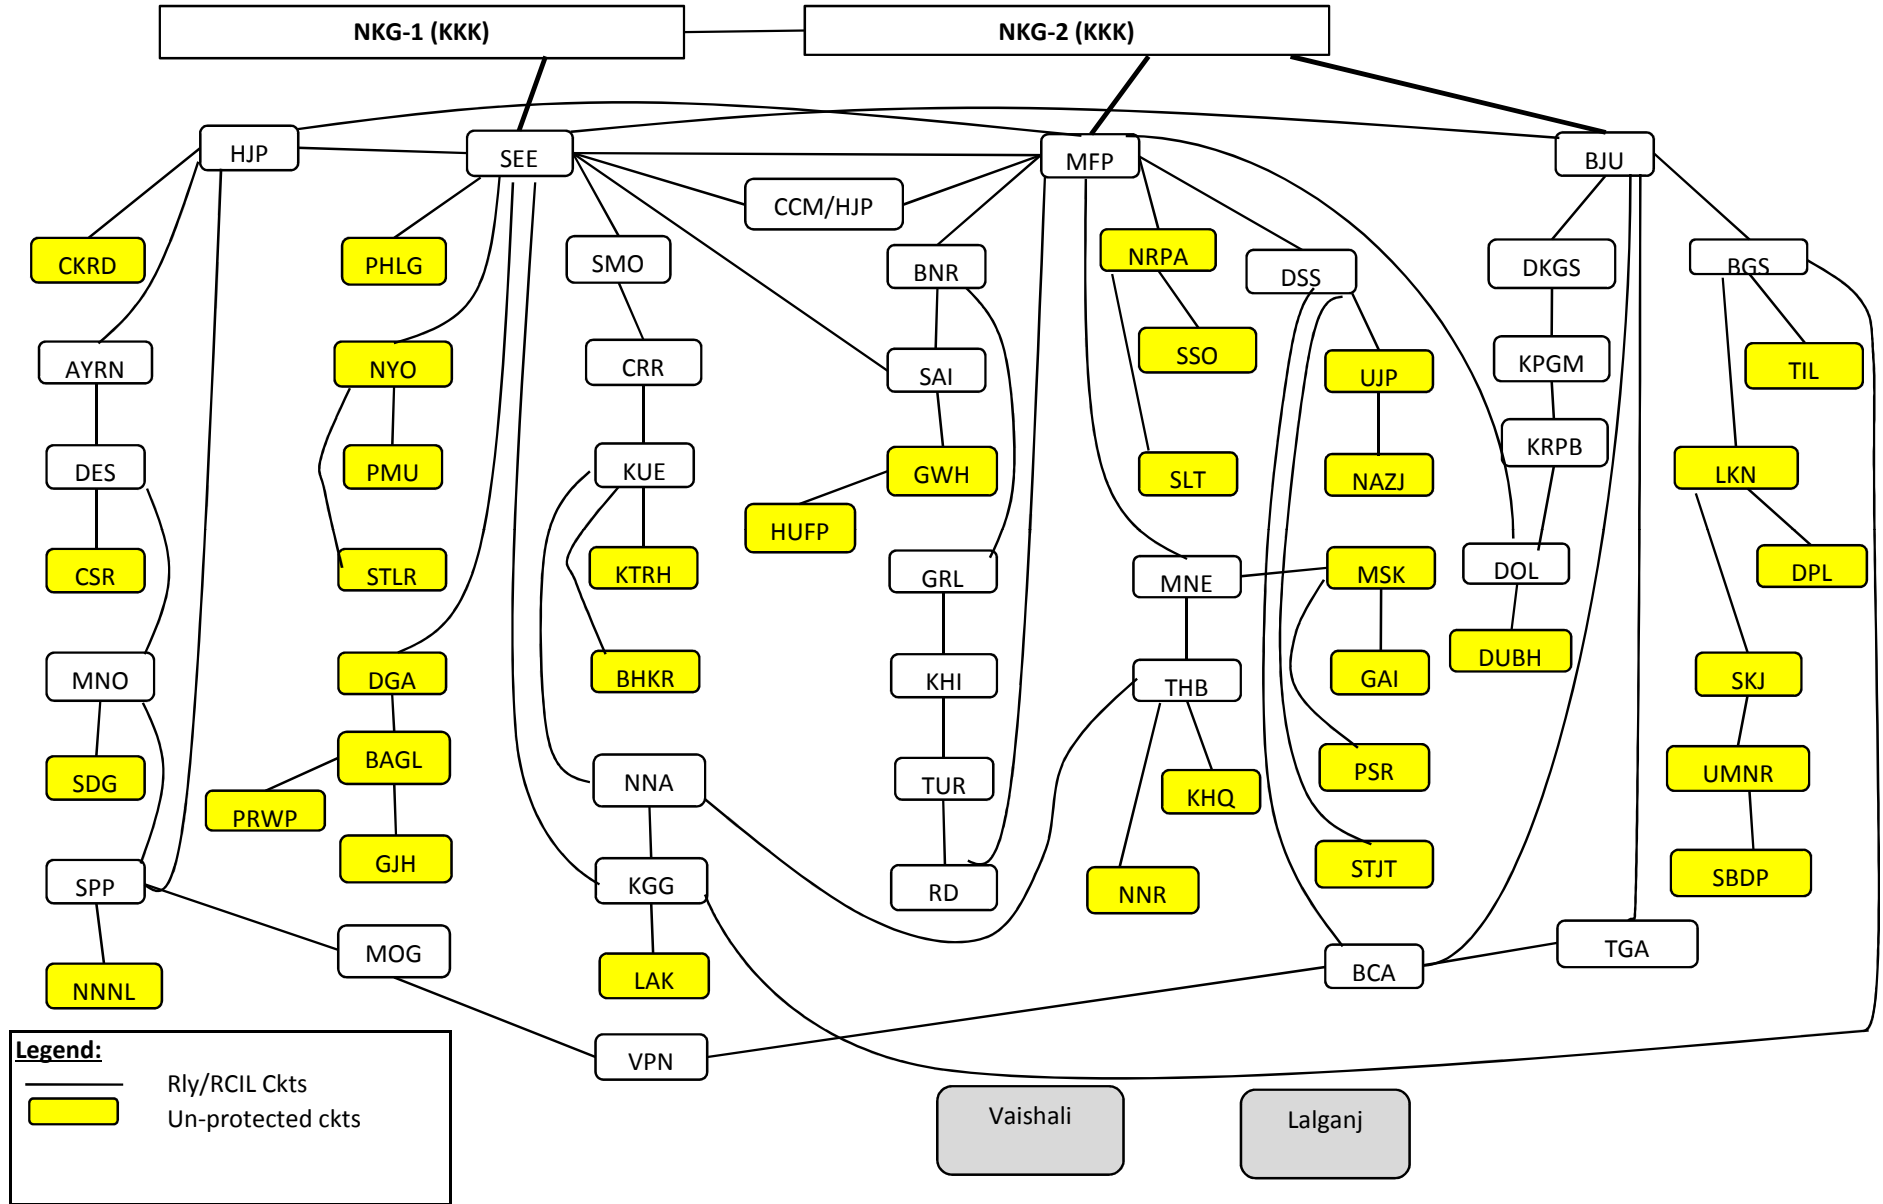 NKG-1 (KKK)
NKG-2 (KKK)
HJP
SEE
MFP
BJU
CCM/HJP
CKRD
PHLG
SMO
BNR
NRPA
DSS
DKGS
BGS
AYRN
NYO
CRR
SAI
SSO
UJP
KPGM
TIL
DES
PMU
KUE
GWH
SLT
NAZJ
KRPB
LKN
HUFP
CSR
STLR
KTRH
GRL
MNE
MSK
DOL
DPL
MNO
DGA
BHKR
KHI
THB
GAI
DUBH
SKJ
SDG
BAGL
PRWP
NNA
TUR
KHQ
PSR
UMNR
SPP
GJH
KGG
RD
NNR
STJT
SBDP
NNNL
MOG
LAK
BCA
TGA
VPN
Legend:
Rly/RCIL Ckts
Un-protected ckts
Vaishali
Lalganj